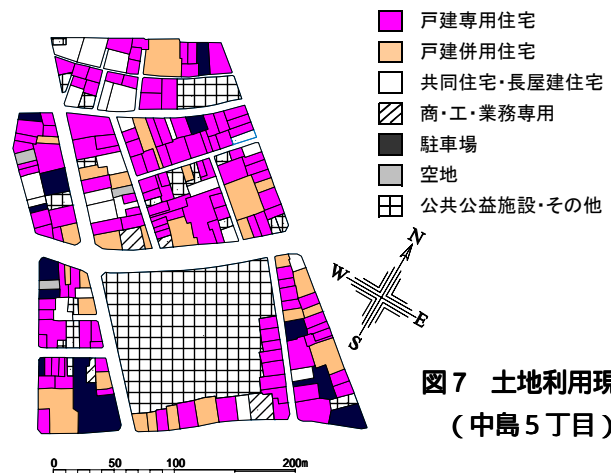 戸建専用住宅
戸建併用住宅
共同住宅・長屋建住宅
商・工・業務専用
駐車場
空地
公共公益施設・その他
N
W
E
S
図7 土地利用現
(中島5丁目)
0 50 100 200m